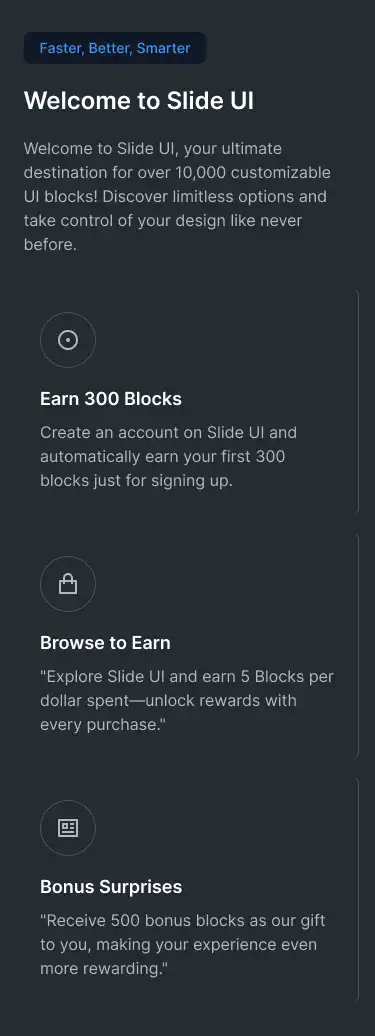 Faster, Better, Smarter
Welcome to Slide UI
Welcome to Slide UI, your ultimate
destination for over 10,000 customizable
UI blocks! Discover limitless options and
take control of your design like never
before.
Earn 300 Blocks
Create an account on Slide UI and
automatically earn your first 300
blocks just for signing up.
Browse to Earn
"Explore Slide UI and earn 5 Blocks per
dollar spent—unlock rewards with
every purchase."
Bonus Surprises
"Receive 500 bonus blocks as our gift
to you, making your experience even
more rewarding."